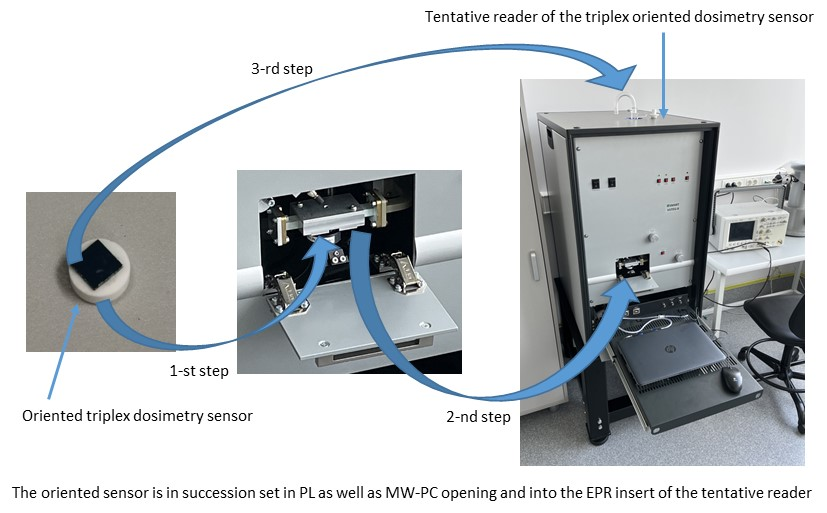 Tentative reader of the triplex oriented dosimetry sensor
3-rd step
1-st step
Oriented triplex dosimetry sensor
2-nd step
The oriented sensor is in succession set in PL as well as MW-PC opening and into the EPR insert of the tentative reader